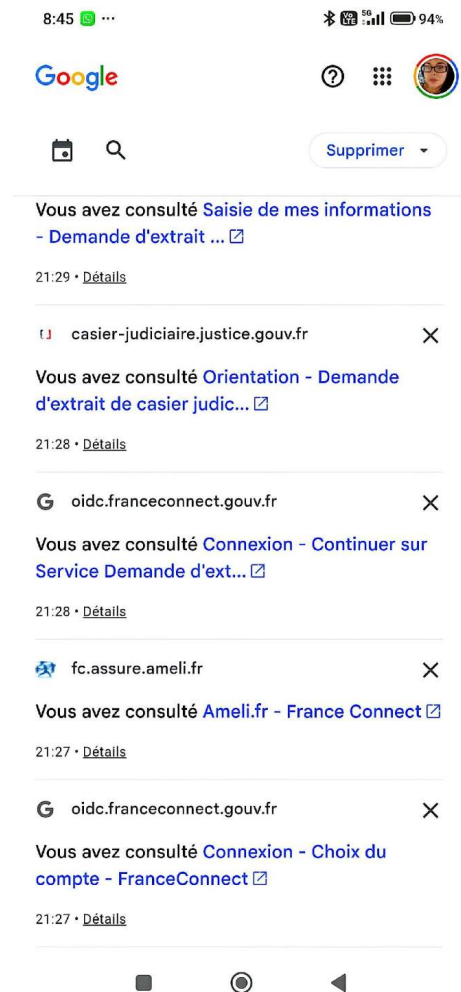 8:45 ··· Vo LTE 5G 94%
Google
Supprimer
Vous avez consulté Saisie de mes informations
- Demande d'extrait ...
21:29 • Détails
casier-judiciaire.justice.gouv.fr
Vous avez consulté Orientation - Demande
d'extrait de casier judic...
21:28 • Détails
G oidc.franceconnect.gouv.fr
Vous avez consulté Connexion - Continuer sur
Service Demande d'ext...
21:28 • Détails
fc.assure.ameli.fr
Vous avez consulté Ameli.fr - France Connect
21:27 • Détails
G oidc.franceconnect.gouv.fr
Vous avez consulté Connexion - Choix du
compte - FranceConnect
21:27 • Détails